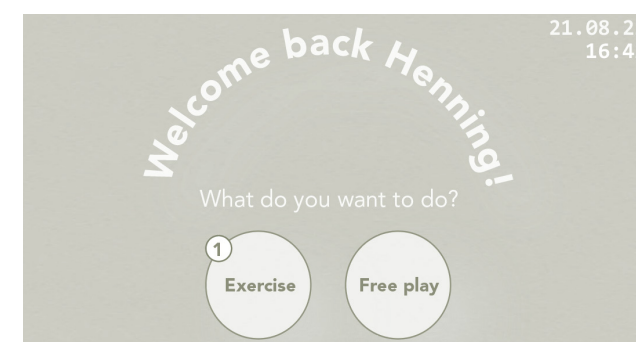 Welcome back Henning!
21.08.2
16:4
What do you want to do?
1
Exercise
Free play